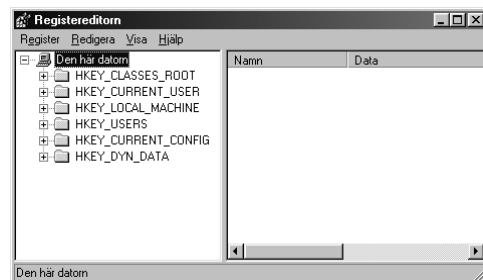 Registereditorn
Register Redigera Visa Hjälp
Den här datorn
HKEY_CLASSES_ROOT
HKEY_CURRENT_USER
HKEY_LOCAL_MACHINE
HKEY_USERS
HKEY_CURRENT_CONFIG
HKEY_DYN_DATA
Namn Data
Den här datorn